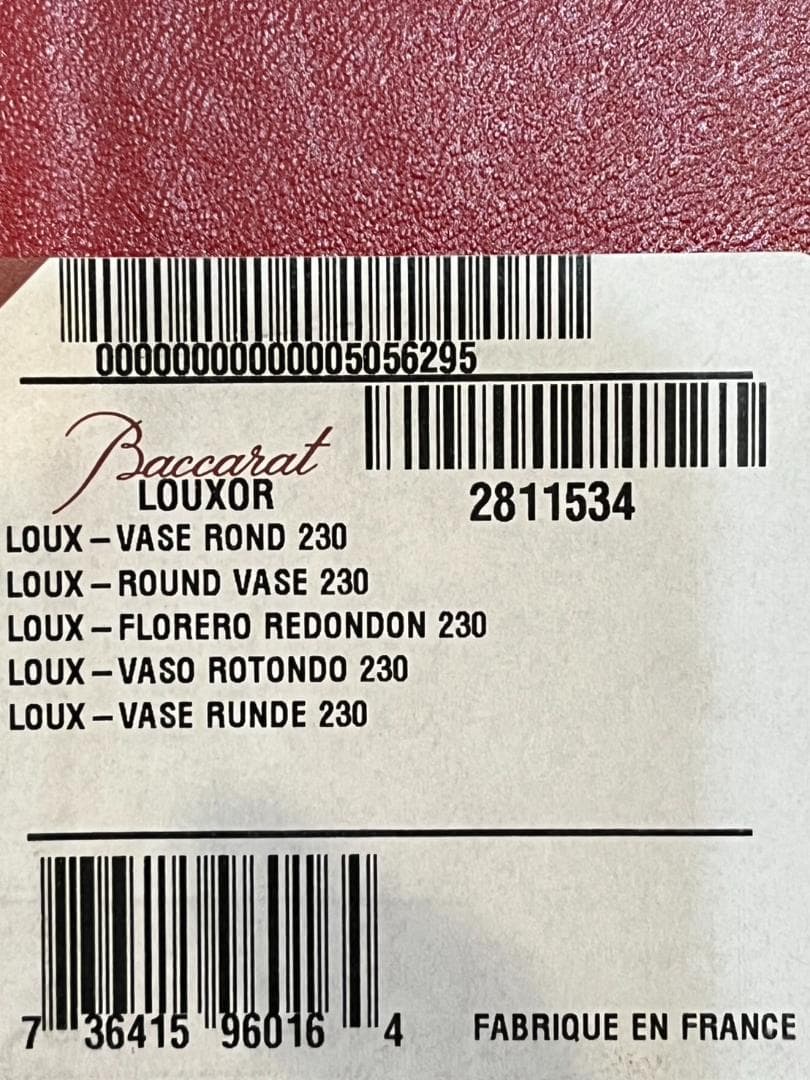 00000000000005056295
Baccarat
LOUXOR
2811534
LOUX – VASE ROND 230
LOUX – ROUND VASE 230
LOUX – FLORERO REDONDON 230
LOUX – VASO ROTONDO 230
LOUX – VASE RUNDE 230
7 36415 96016 4
FABRIQUE EN FRANCE